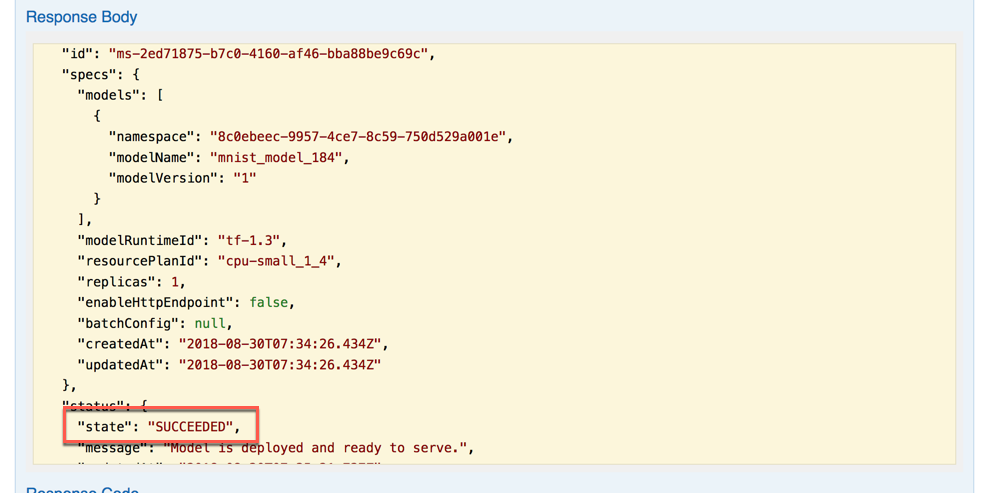 Response Body
"id": "ms-2ed71875-b7c0-4160-af46-bba88be9c69c",
"specs": {
"models": [
{
"namespace": "8c0ebeec-9957-4ce7-8c59-750d529a001e",
"modelName": "mnist_model_184",
"modelVersion": "1"
}
],
"modelRuntimeId": "tf-1.3",
"resourcePlanId": "cpu-small_1_4",
"replicas": 1,
"enableHttpEndpoint": false,
"batchConfig": null,
"createdAt": "2018-08-30T07:34:26.434Z",
"updatedAt": "2018-08-30T07:34:26.434Z"
},
"status": {
"state": "SUCCEEDED",
"message": "Model is deployed and ready to serve.",
Response Code